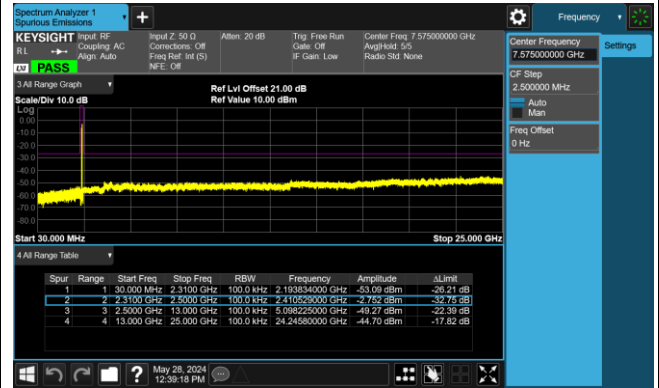 Spectrum Analyzer 1
Spurious Emissions
Frequency
KEYSIGHT
RL
LXI
PASS
Input: RF
Coupling: AC
Align: Auto
Input Z: 50 Ω
Corrections: Off
Freq Ref: Int (S)
NFE: Off
Atten: 20 dB
Trig: Free Run
Gate: Off
IF Gain: Low
Center Freq: 7.575000000 GHz
Avg|Hold: 5/5
Radio Std: None
Center Frequency
7.575000000 GHz
Settings
CF Step
2.500000 MHz
Auto
Man
Freq Offset
0 Hz
3 All Range Graph
Scale/Div 10.0 dB
Ref Lvl Offset 21.00 dB
Ref Value 10.00 dBm
Log
0.00
-10.0
-20.0
-30.0
-40.0
-50.0
-60.0
-70.0
-80.0
Start 30.000 MHz
Stop 25.000 GHz
4 All Range Table
Spur Range Start Freq Stop Freq RBW Frequency Amplitude ΔLimit
1 1 30.000 MHz 2.3100 GHz 100.0 kHz 2.193834000 GHz -53.09 dBm -26.21 dB
2 2 2.3100 GHz 2.5000 GHz 100.0 kHz 2.410529000 GHz -2.752 dBm -32.75 dB
3 3 2.5000 GHz 13.000 GHz 100.0 kHz 5.098225000 GHz -49.27 dBm -22.39 dB
4 4 13.000 GHz 25.000 GHz 100.0 kHz 24.24580000 GHz -44.70 dBm -17.82 dB
May 28, 2024
12:39:18 PM